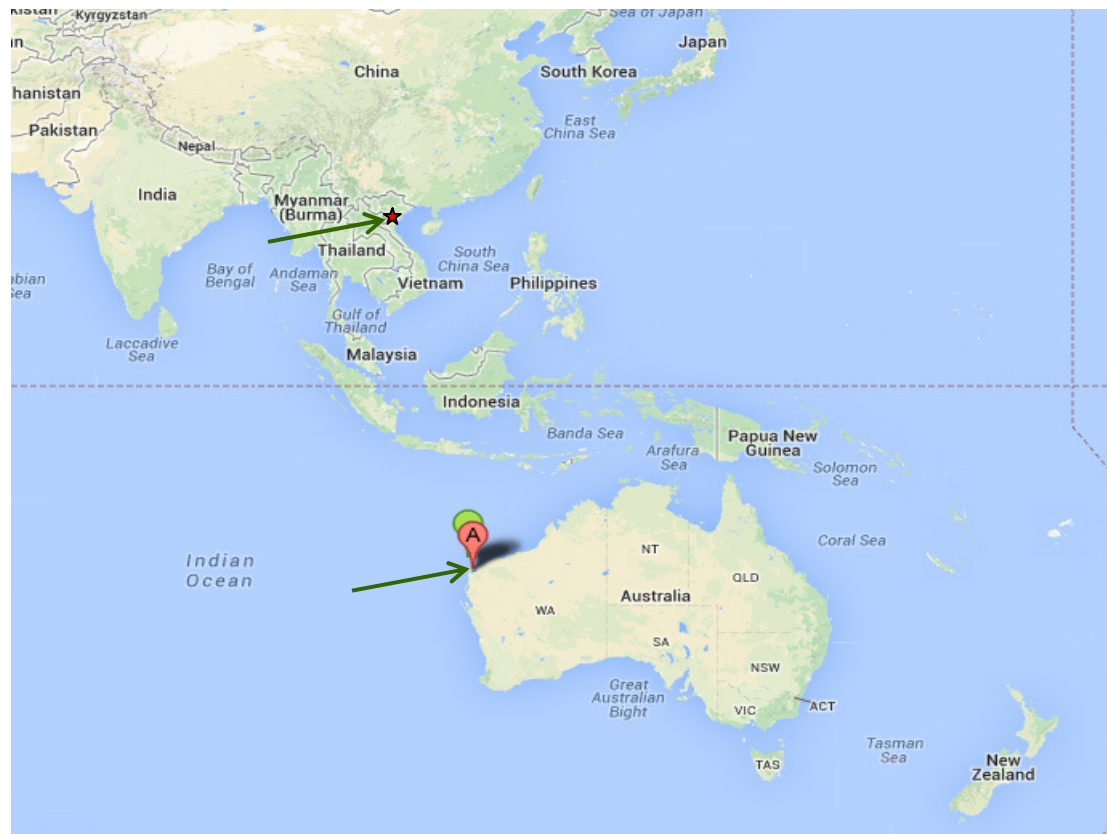 Kyrgyzstan
Sea of Japan
Japan
China
South Korea
East
China Sea
Pakistan
Nepal
India
Myanmar
(Burma)
Thailand
South
China Sea
Bay of
Bengal
Andaman
Sea
Vietnam
Philippines
Gulf of
Thailand
Laccadive
Sea
Malaysia
Indonesia
Banda Sea
Papua New
Guinea
Arafura
Sea
Solomon
Sea
A
Indian
Ocean
NT
Coral Sea
QLD
Australia
WA
SA
NSW
Great
Australian
Bight
VIC
ACT
Tasman
Sea
TAS
New
Zealand